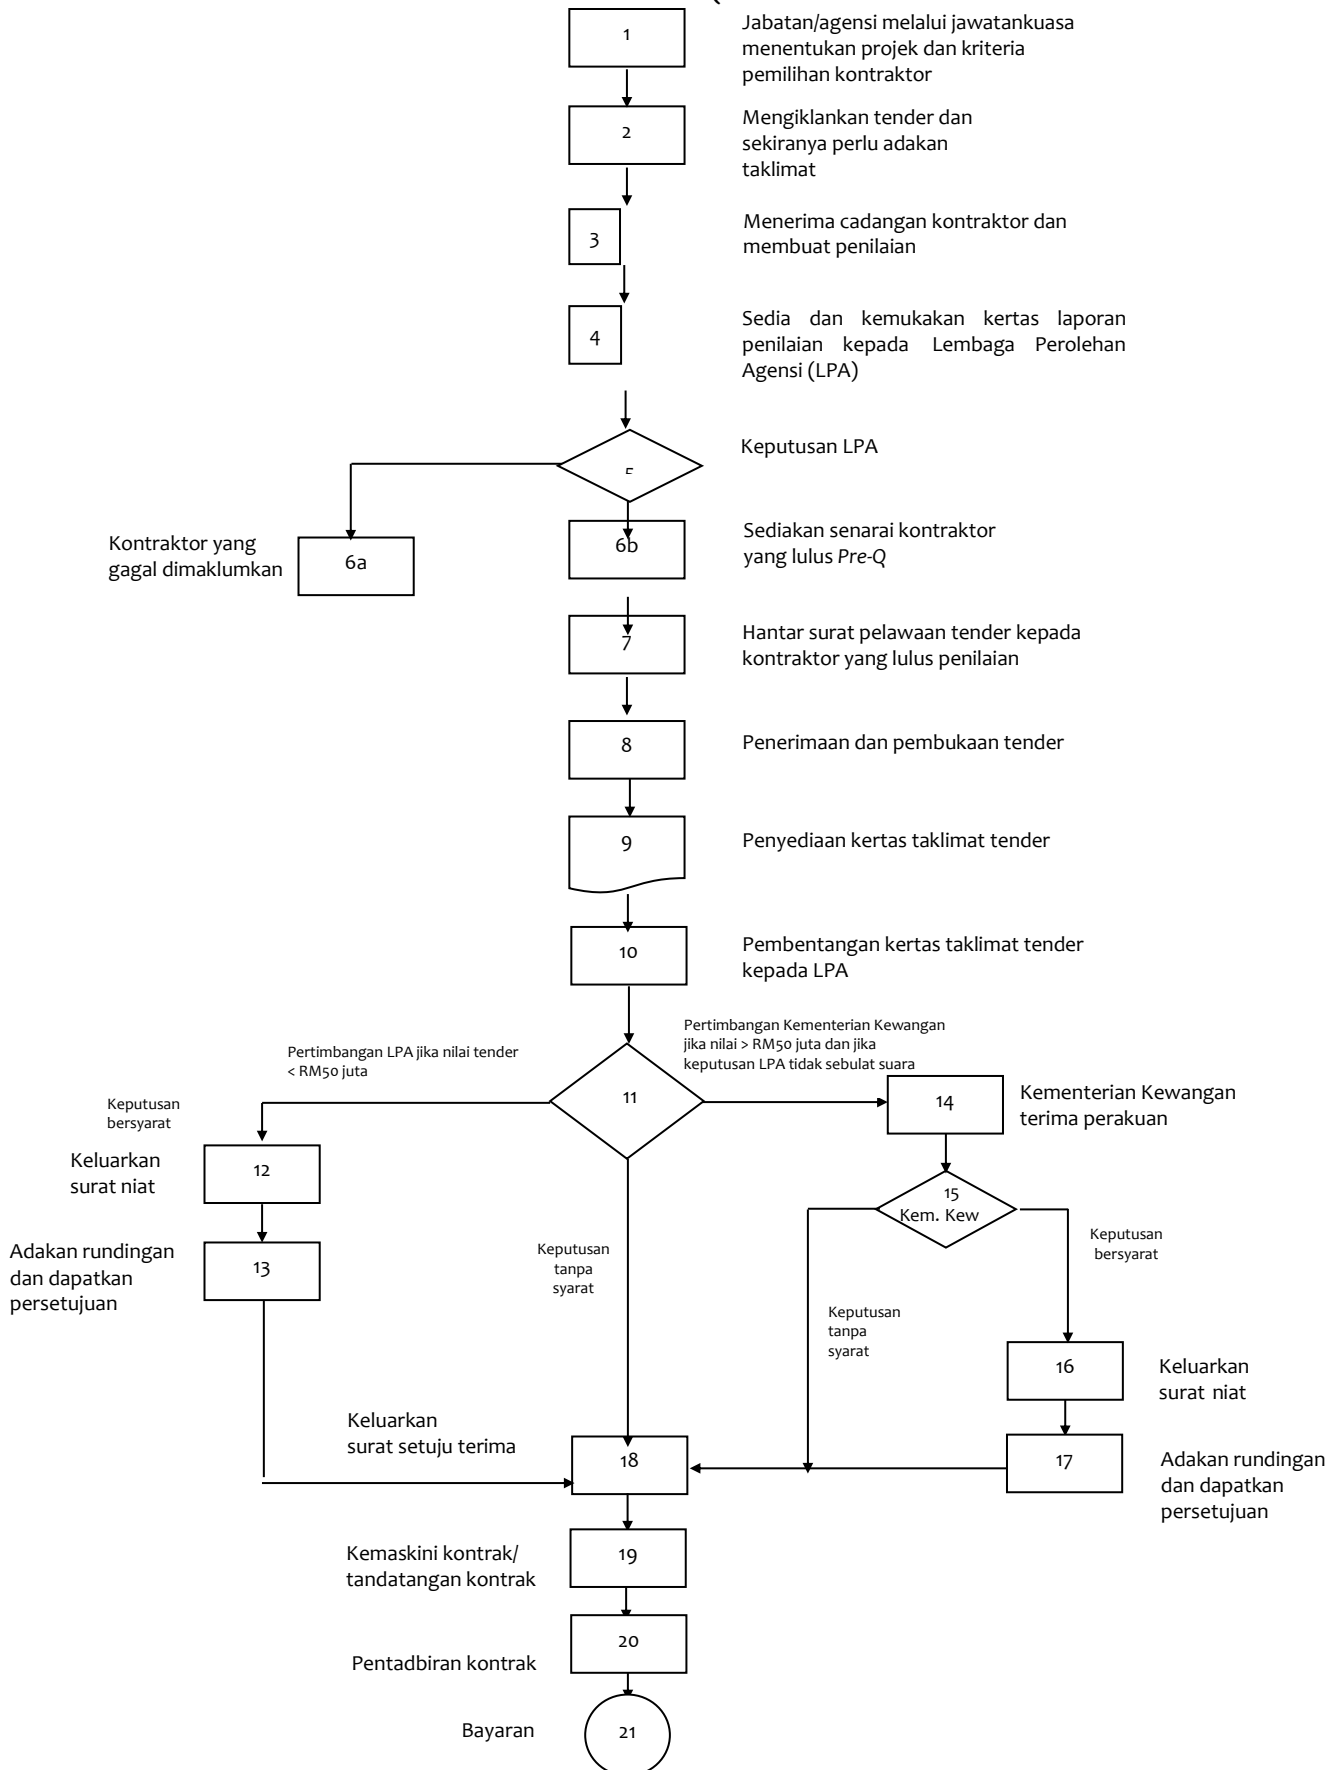 1
Jabatan/agensi melalui jawatankuasa
menentukan projek dan kriteria
pemilihan kontraktor
2
Mengiklankan tender dan
sekiranya perlu adakan
taklimat
3
Menerima cadangan kontraktor dan
membuat penilaian
4
Sedia dan kemukakan kertas laporan
penilaian kepada Lembaga Perolehan
Agensi (LPA)
Keputusan LPA
Kontraktor yang
gagal dimaklumkan
6a
6b
Sediakan senarai kontraktor
yang lulus Pre-Q
7
Hantar surat pelawaan tender kepada
kontraktor yang lulus penilaian
8
Penerimaan dan pembukaan tender
9
Penyediaan kertas taklimat tender
10
Pembentangan kertas taklimat tender
kepada LPA
Pertimbangan LPA jika nilai tender
< RM50 juta
Pertimbangan Kementerian Kewangan
jika nilai > RM50 juta dan jika
keputusan LPA tidak sebulat suara
11
Keputusan
bersyarat
14
Kementerian Kewangan
terima perakuan
Keluarkan
surat niat
12
15
Kem. Kew
Adakan rundingan
dan dapatkan
persetujuan
13
Keputusan
tanpa
syarat
Keputusan
bersyarat
Keputusan
tanpa
syarat
16
Keluarkan
surat niat
Keluarkan
surat setuju terima
18
17
Adakan rundingan
dan dapatkan
persetujuan
Kemaskini kontrak/
tandatangan kontrak
19
20
Pentadbiran kontrak
Bayaran
21